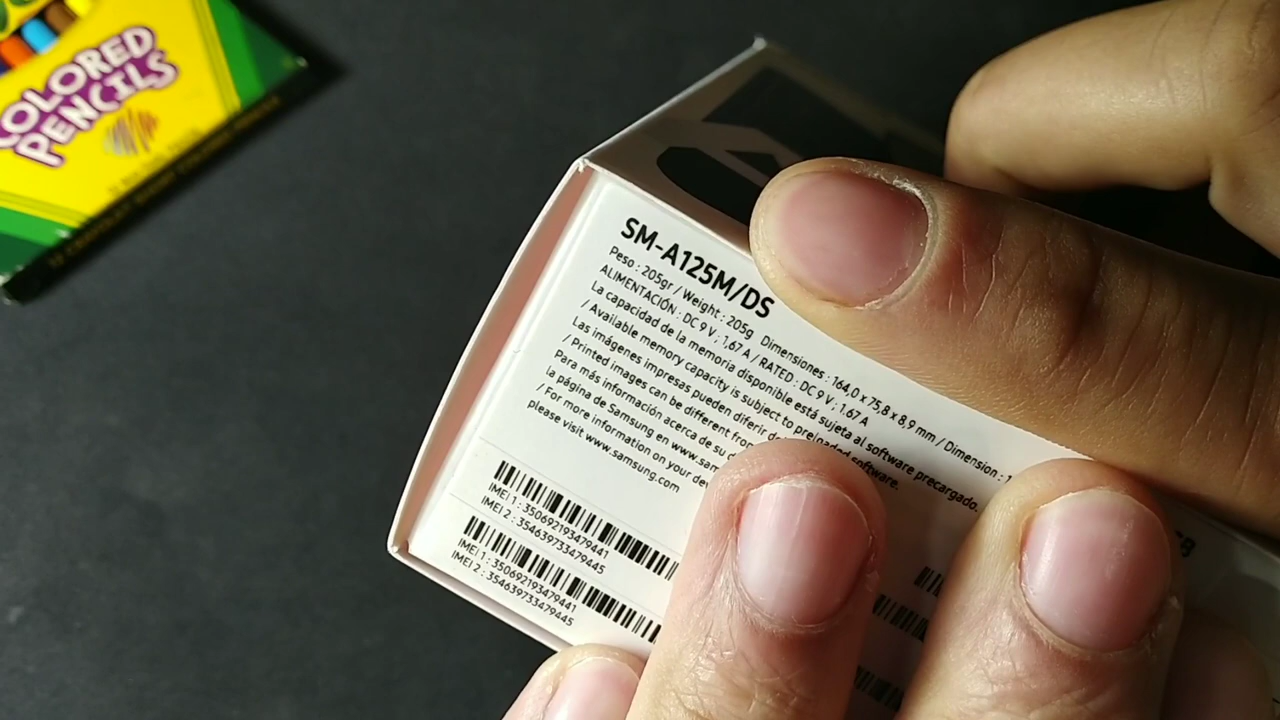 COLORED
PENCILS
SM-A125M/DS
Peso : 205gr / Weight : 205g Dimensiones : 164,0 x 75,8 x 8,9 mm / Dimension : 1
ALIMENTACIÓN : DC 9 V ; 1,67 A / RATED : DC 9 V ; 1.67 A
La capacidad de la memoria disponible está sujeta al software precargado.
/ Available memory capacity is subject to preloaded software.
Las imágenes impresas pueden diferir
/ Printed images can be different
Para más información acerca de su
la página de Samsung en
/ For more information on your
please visit www.samsung.com
IMEI 1 : 350692193479441
IMEI 2 : 354639733479445
IMEI 1 : 350692193479441
IMEI 2 : 354639733479445